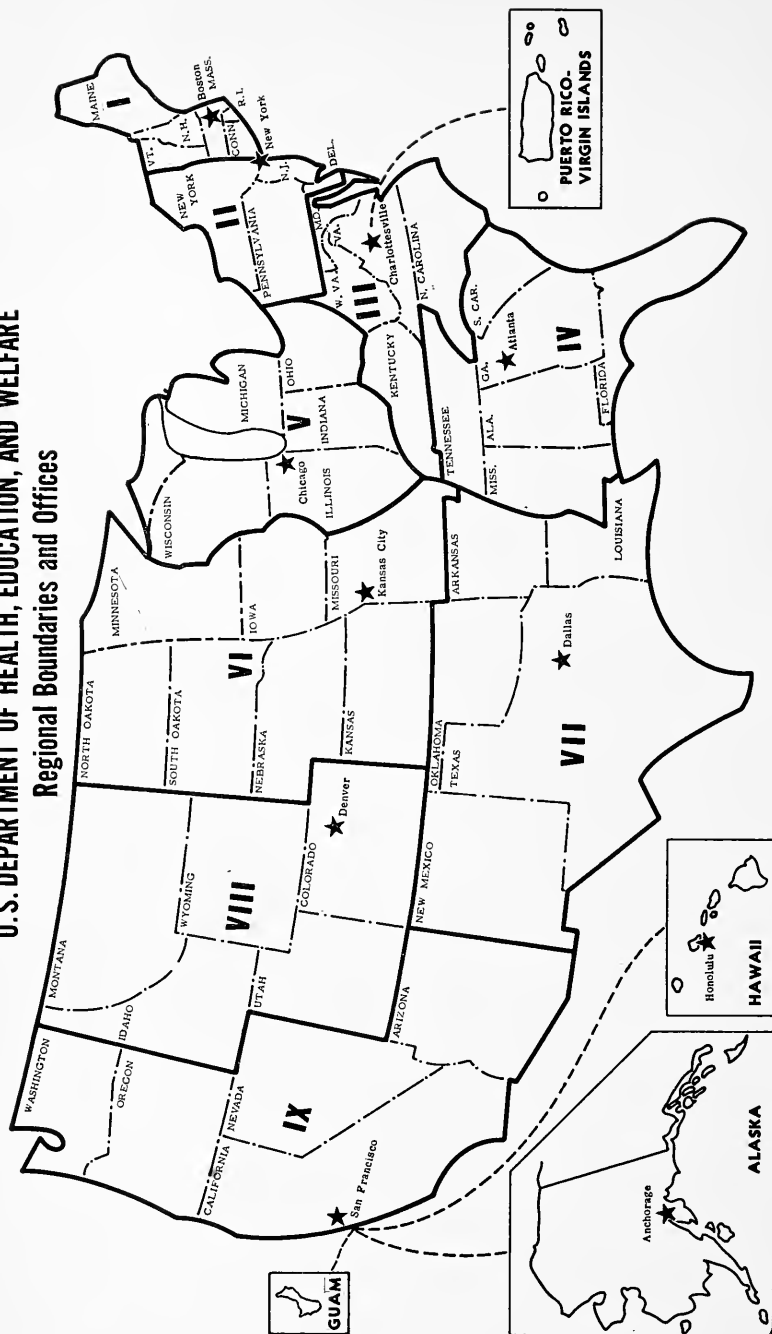 U.S. DEPARTMENT OF HEALTH, EDUCATION, AND WELFARE
Regional Boundaries and Offices
WASHINGTON
MONTANA
NORTH DAKOTA
MINNESOTA
OREGON
IDAHO
SOUTH DAKOTA
WISCONSIN
MICHIGAN
WYOMING
VIII
NEBRASKA
VI
IOWA
CALIFORNIA
NEVADA
UTAH
COLORADO
Denver
KANSAS
MISSOURI
Kansas City
Chicago
ILLINOIS
V
INDIANA
OHIO
IX
San Francisco
ARIZONA
NEW MEXICO
OKLAHOMA
TEXAS
Dallas
VII
ARKANSAS
LOUISIANA
MAINE
I
VT.
N.H.
Boston
MASS.
CONN.
R.I.
NEW
YORK
New York
II
PENNSYLVANIA
N.J.
DEL.
MD.
W. VA.
VA.
III
Charlottesville
KENTUCKY
N. CAROLINA
TENNESSEE
S. CAR.
MISS.
ALA.
GA.
Atlanta
IV
FLORIDA
GUAM
Anchorage
ALASKA
Honolulu
HAWAII
PUERTO RICO-
VIRGIN ISLANDS